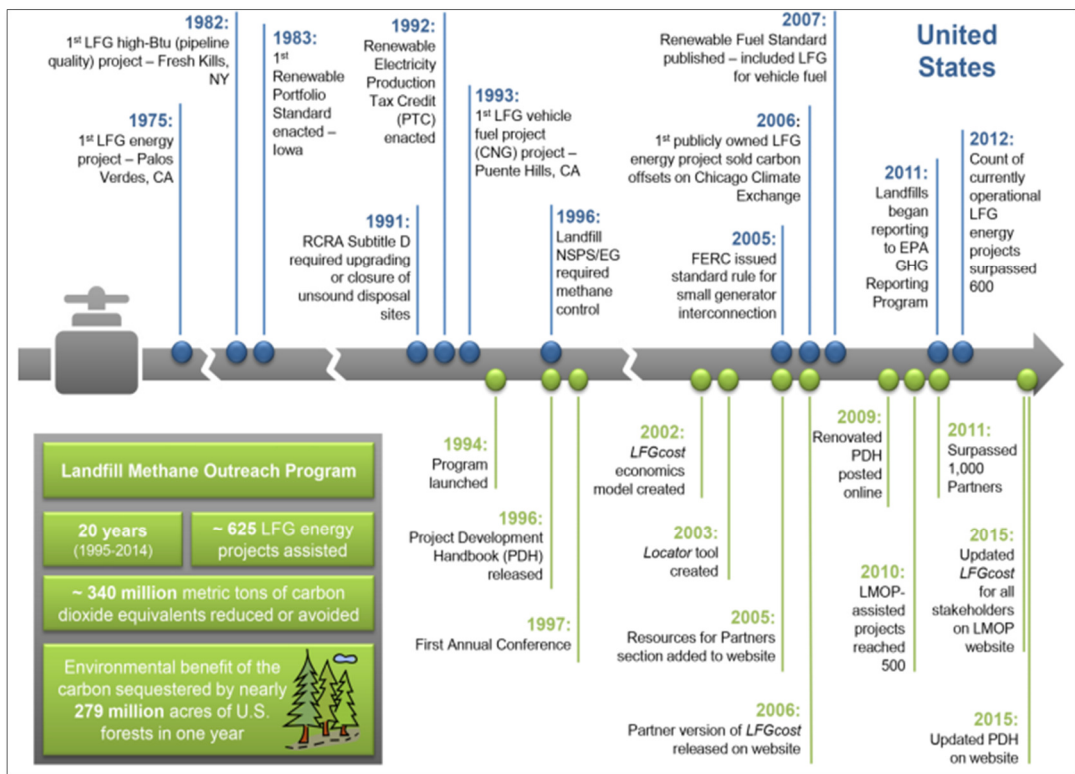 1982:
1st LFG high-Btu (pipeline
quality) project – Fresh Kills,
NY
1983:
1st
Renewable
Portfolio
Standard
enacted –
Iowa
1992:
Renewable
Electricity
Production
Tax Credit
(PTC)
enacted
2007:
Renewable Fuel Standard
published – included LFG
for vehicle fuel
United
States
1975:
1st LFG energy
project – Palos
Verdes, CA
1993:
1st LFG vehicle
fuel project
(CNG) project –
Puente Hills, CA
2006:
1st publicly owned LFG
energy project sold carbon
offsets on Chicago Climate
Exchange
2012:
Count of
currently
operational
LFG
energy
projects
surpassed
600
2011:
Landfills
began
reporting
to EPA
GHG
Reporting
Program
1991:
RCRA Subtitle D
required upgrading
or closure of
unsound disposal
sites
1996:
Landfill
NSPS/EG
required
methane
control
2005:
FERC issued
standard rule for
small generator
interconnection
1994:
Program
launched
2002:
LFGcost
economics
model created
2009:
Renovated
PDH
posted
online
2011:
Surpassed
1,000
Partners
1996:
Project Development
Handbook (PDH)
released
2003:
Locator tool
created
2010:
LMOP-
assisted
projects
reached
500
2015:
Updated
LFGcost
for all
stakeholders
on LMOP
website
1997:
First Annual Conference
2005:
Resources for Partners
section added to website
2006:
Partner version of LFGcost
released on website
2015:
Updated PDH
on website
Landfill Methane Outreach Program
20 years
(1995-2014)
~ 625 LFG energy
projects assisted
~ 340 million metric tons of carbon
dioxide equivalents reduced or avoided
Environmental benefit of the
carbon sequestered by nearly
279 million acres of U.S.
forests in one year